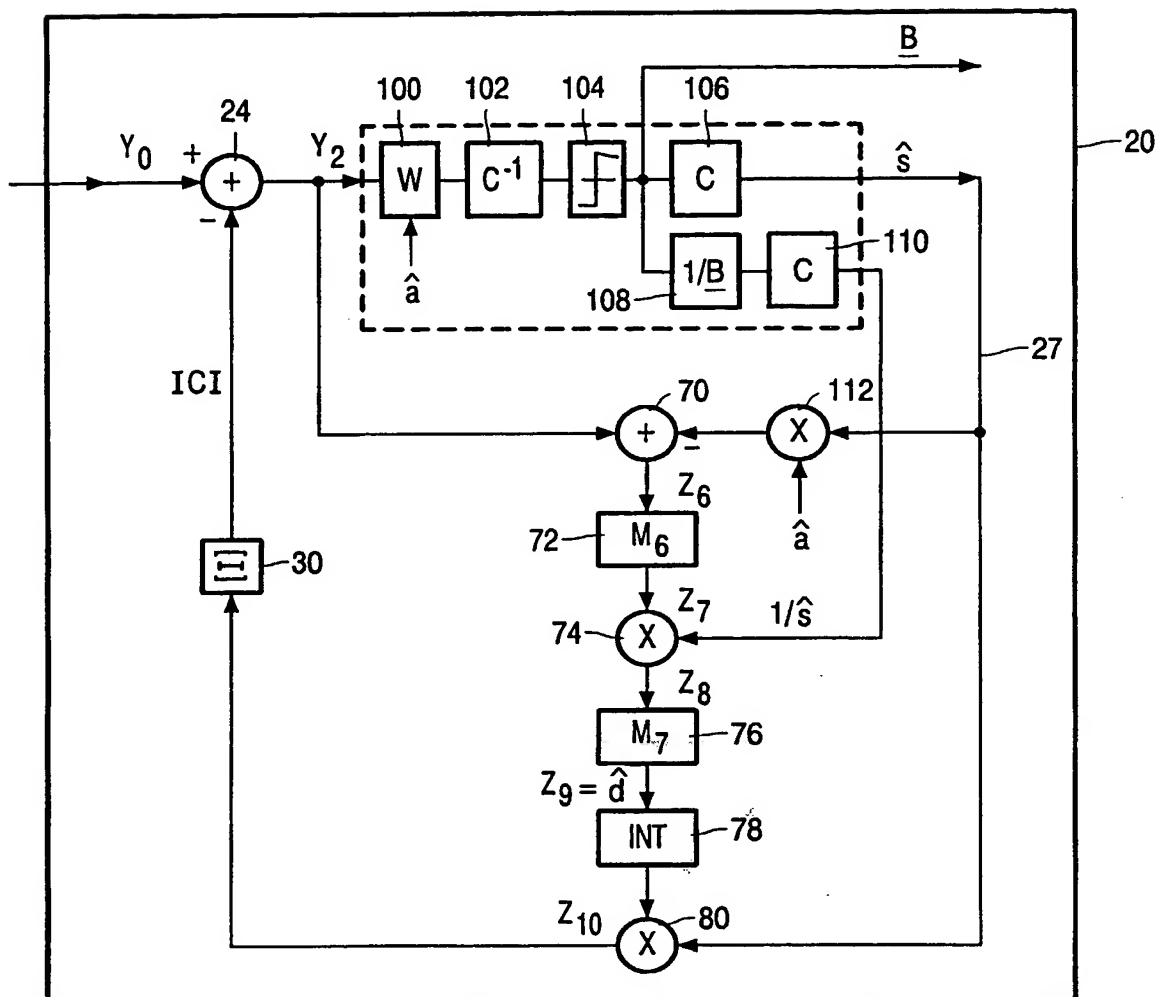 B
100 102 104 106
24
20
Y0 + Y2 ŝ
+ W C-1 C
−
110
â 1/B C
108
27
ICI 70 112
+ X
−
Z6 â
72 M6
Ξ 30
Z7 1/ŝ
74 X
Z8
M7 76
Z9 = d̂
INT 78
Z10 80
X